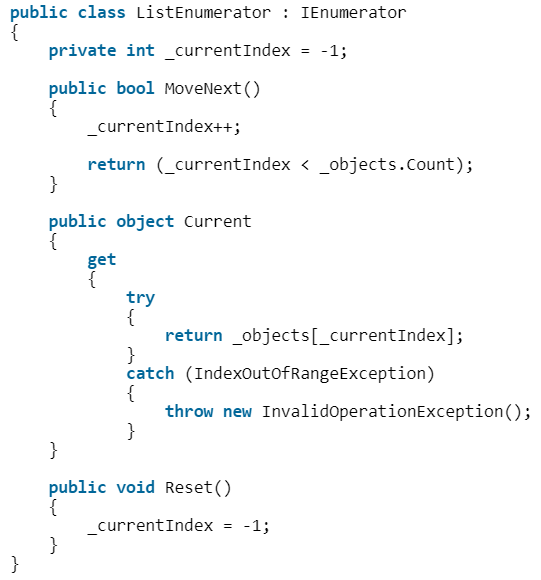 public class ListEnumerator : IEnumerator
{
    private int _currentIndex = -1;

    public bool MoveNext()
    {
        _currentIndex++;

        return (_currentIndex < _objects.Count);
    }

    public object Current
    {
        get
        {
            try
            {
                return _objects[_currentIndex];
            }
            catch (IndexOutOfRangeException)
            {
                throw new InvalidOperationException();
            }
    }

    public void Reset()
    {
        _currentIndex = -1;
    }
}